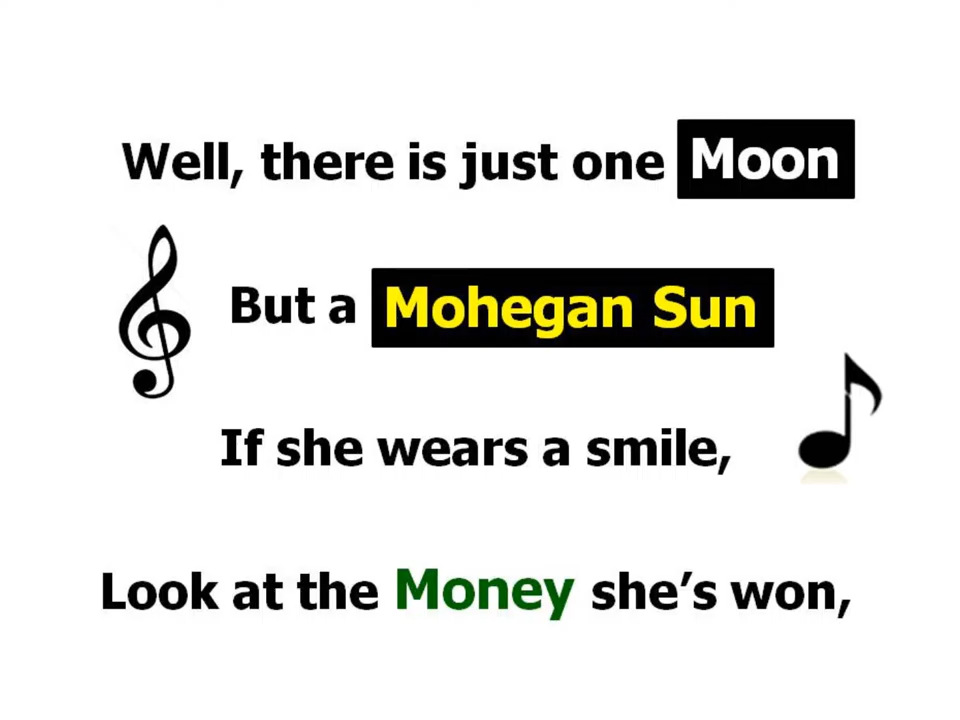 Well, there is just one Moon
But a Mohegan Sun
If she wears a smile,
Look at the Money she’s won,